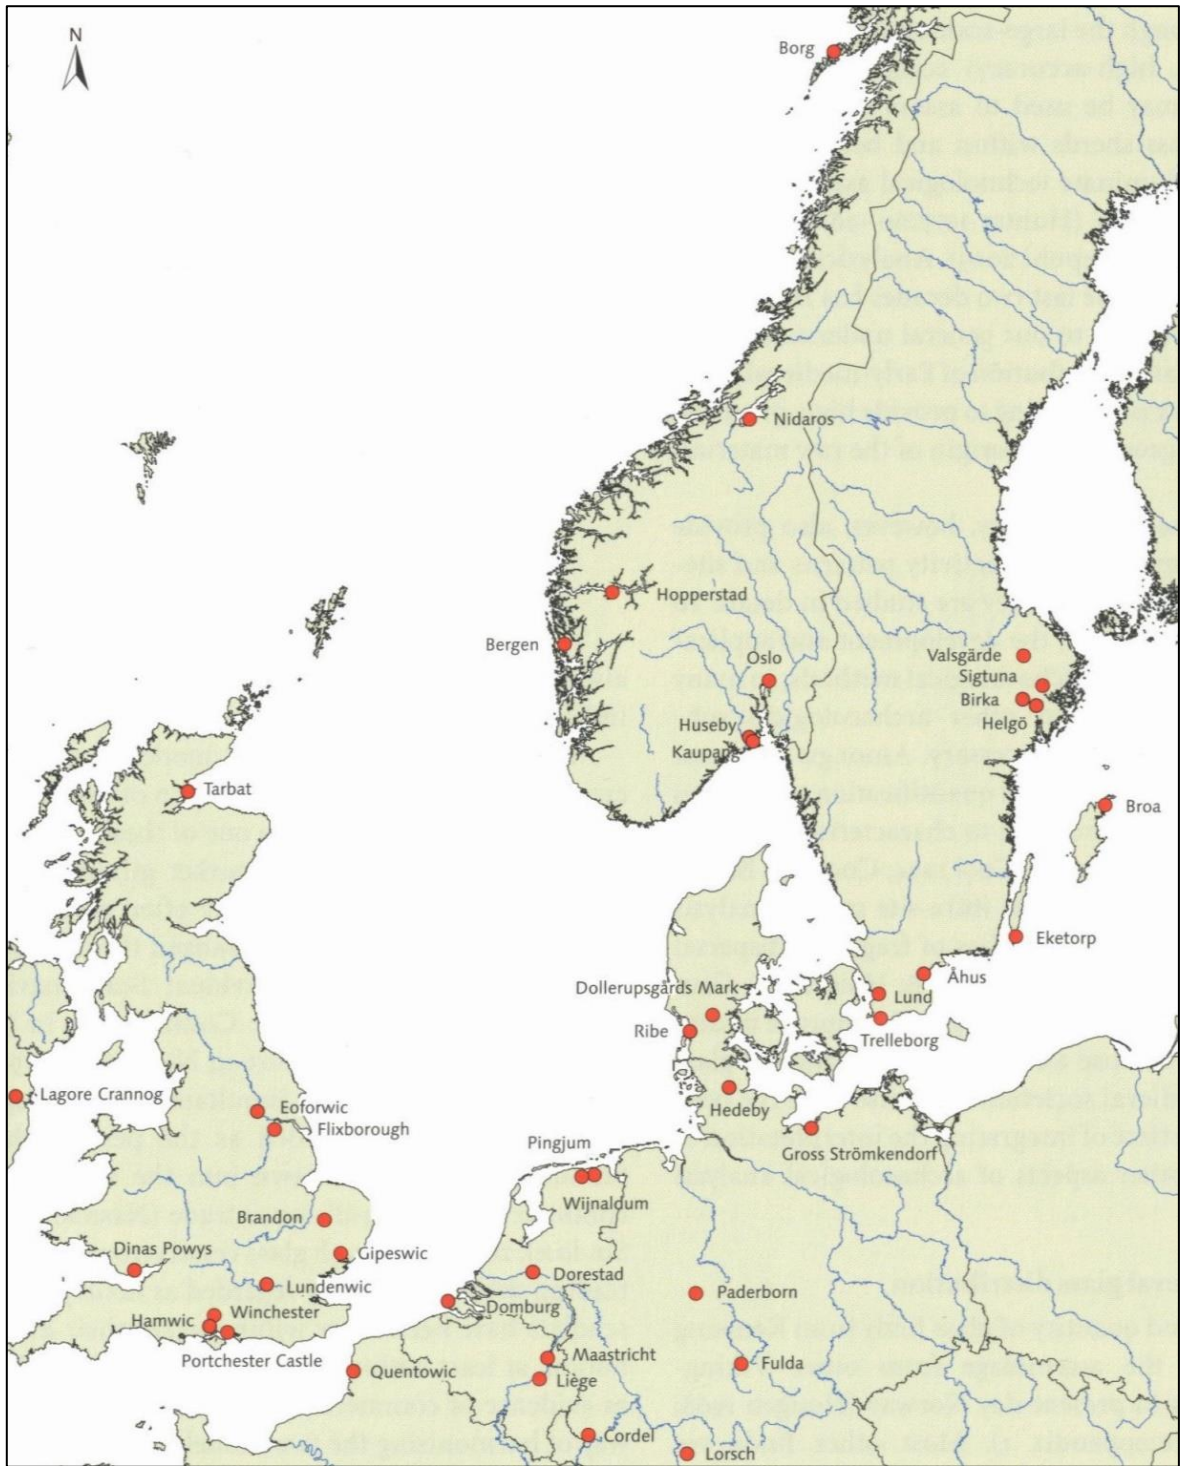 N
Borg
Nidaros
Hopperstad
Bergen
Oslo
Valsgärde
Sigtuna
Birka
Helgö
Huseby
Kaupang
Tarbat
Broa
Eketorp
Åhus
Dollerupsgårds Mark
Lund
Ribe
Trelleborg
Lagore Crannog
Hedeby
Eoforwic
Flixborough
Gross Strömkendorf
Pingjum
Wijnaldum
Brandon
Dinas Powys
Gipeswic
Dorestad
Lundenwic
Paderborn
Domburg
Winchester
Hamwic
Portchester Castle
Maastricht
Fulda
Quentowic
Liège
Cordel
Lorsch